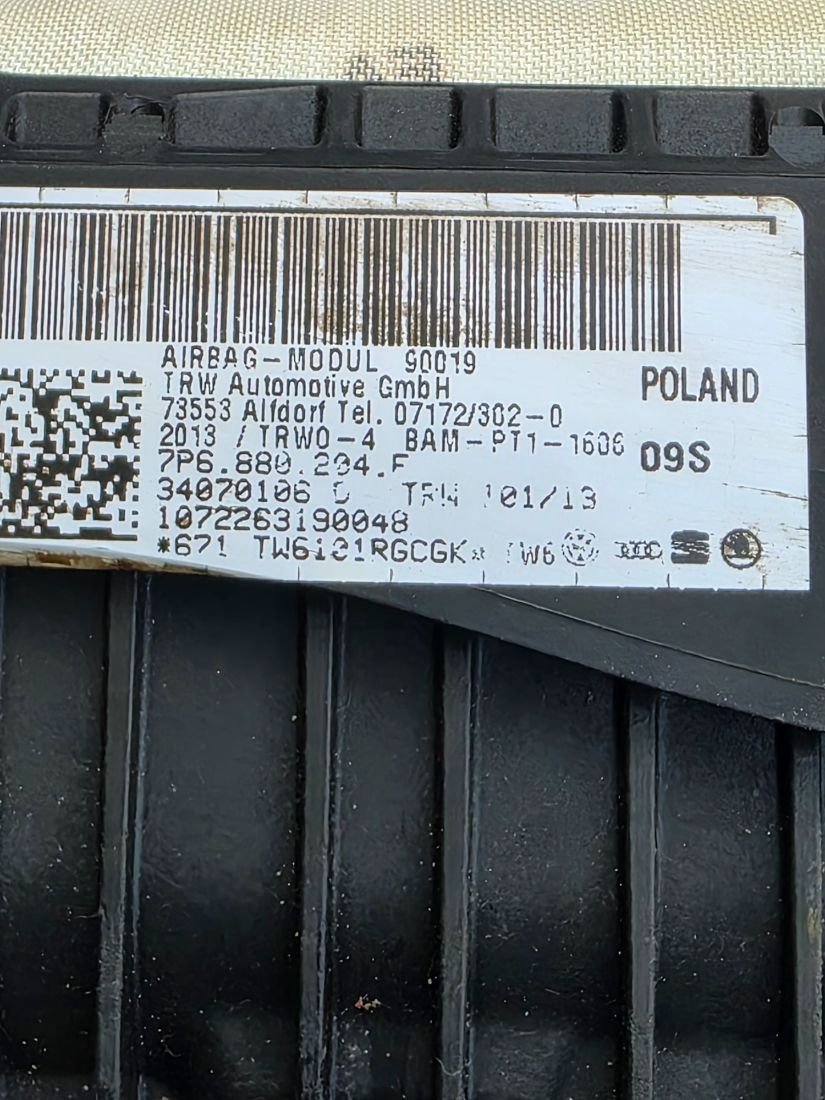 AIRBAG-MODUL 90019
TRW Automotive GmbH
POLAND
73553 Alfdorf Tel. 07172/302-0
2013 / TRWO-4 BAM-PT1-1606
09S
7P6.880.204.F
34070106 C TRW 101/13
1072263190048
*671 TW6131RGCGK* TW6